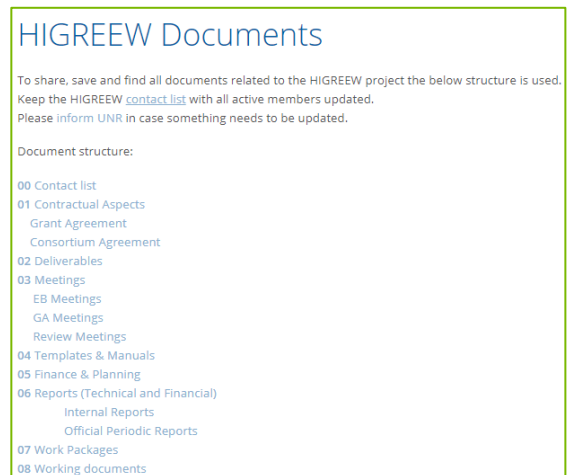 HIGREEW Documents
To share, save and find all documents related to the HIGREEW project the below structure is used.
Keep the HIGREEW contact list with all active members updated.
Please inform UNR in case something needs to be updated.
Document structure:
00 Contact list
01 Contractual Aspects
Grant Agreement
Consortium Agreement
02 Deliverables
03 Meetings
EB Meetings
GA Meetings
Review Meetings
04 Templates & Manuals
05 Finance & Planning
06 Reports (Technical and Financial)
Internal Reports
Official Periodic Reports
07 Work Packages
08 Working documents